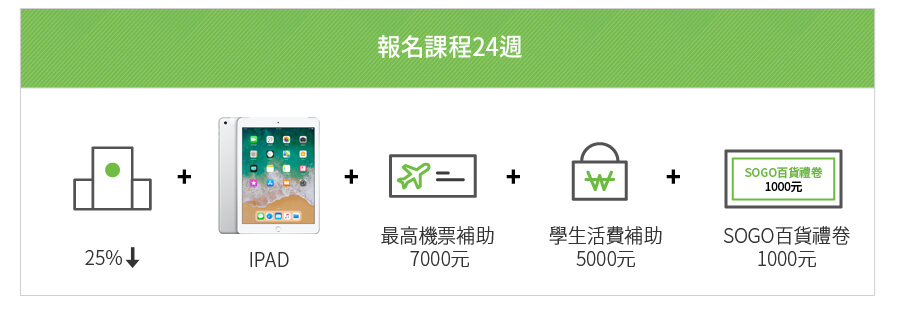 報名課程24週
SOGO百貨禮卷
1000元
25%
IPAD
最高機票補助
7000元
學生活費補助
5000元
SOGO百貨禮卷
1000元